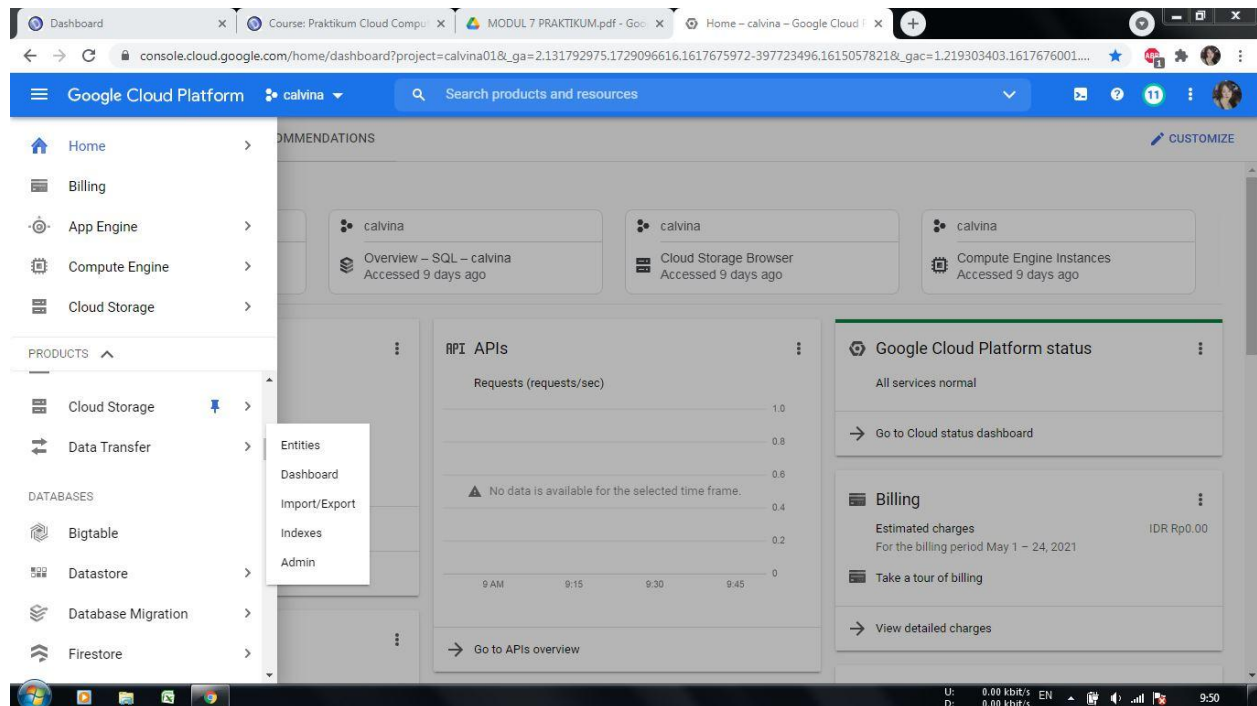 Dashboard
Course: Praktikum Cloud Compu
MODUL 7 PRAKTIKUM.pdf - Goo
Home – calvina – Google Cloud
console.cloud.google.com/home/dashboard?project=calvina01&_ga=2.131792975.1729096616.1617675972-397723496.1615057821&_gac=1.219303403.1617676001....
Google Cloud Platform
calvina
Search products and resources
11
Home
OMMENDATIONS
CUSTOMIZE
Billing
App Engine
Compute Engine
Cloud Storage
calvina
Overview – SQL – calvina
Accessed 9 days ago
calvina
Cloud Storage Browser
Accessed 9 days ago
calvina
Compute Engine Instances
Accessed 9 days ago
PRODUCTS
Cloud Storage
Data Transfer
DATABASES
Bigtable
Datastore
Database Migration
Firestore
Entities
Dashboard
Import/Export
Indexes
Admin
API APIs
Requests (requests/sec)
1.0
0.8
0.6
No data is available for the selected time frame.
0.4
0.2
0
9 AM 9:15 9:30 9:45
Go to APIs overview
Google Cloud Platform status
All services normal
Go to Cloud status dashboard
Billing
Estimated charges IDR Rp0.00
For the billing period May 1 – 24, 2021
Take a tour of billing
View detailed charges
U: 0.00 kbit/s
D: 0.00 kbit/s
EN
9:50